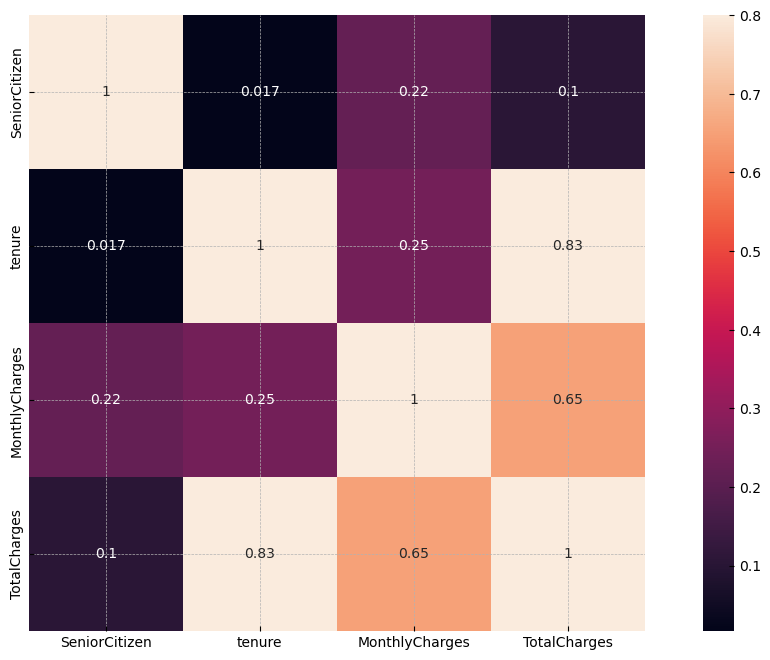 SeniorCitizen 1 0.017 0.22 0.1
tenure 0.017 1 0.25 0.83
MonthlyCharges 0.22 0.25 1 0.65
TotalCharges 0.1 0.83 0.65 1
SeniorCitizen tenure MonthlyCharges TotalCharges
0.8
0.7
0.6
0.5
0.4
0.3
0.2
0.1